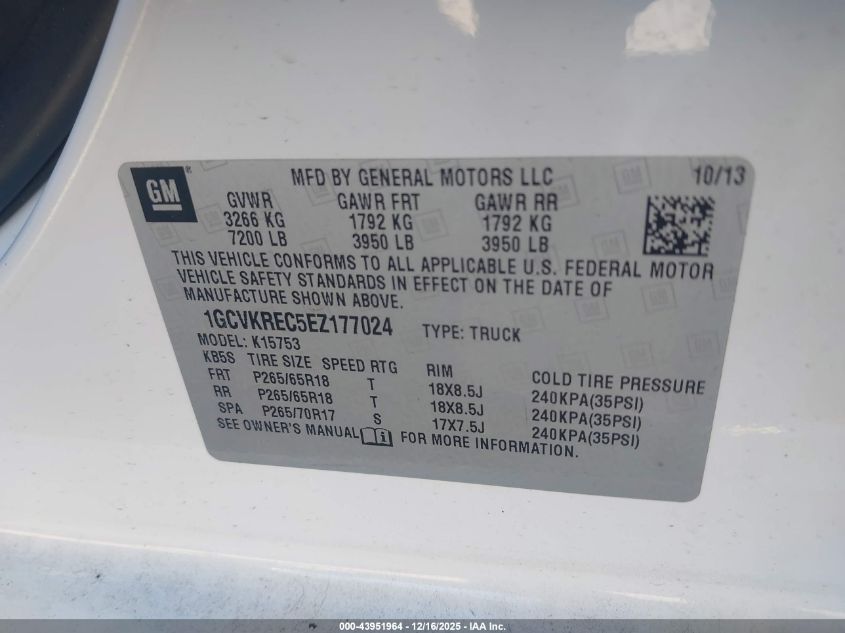 GM
MFD BY GENERAL MOTORS LLC 10/13
GVWR GAWR FRT GAWR RR
3266 KG 1792 KG 1792 KG
7200 LB 3950 LB 3950 LB
THIS VEHICLE CONFORMS TO ALL APPLICABLE U.S. FEDERAL MOTOR
VEHICLE SAFETY STANDARDS IN EFFECT ON THE DATE OF
MANUFACTURE SHOWN ABOVE.
1GCVKREC5EZ177024 TYPE: TRUCK
MODEL: K15753
KB5S TIRE SIZE SPEED RTG RIM COLD TIRE PRESSURE
FRT P265/65R18 T 18X8.5J 240KPA(35PSI)
RR P265/65R18 T 18X8.5J 240KPA(35PSI)
SPA P265/70R17 S 17X7.5J 240KPA(35PSI)
SEE OWNER'S MANUAL FOR MORE INFORMATION.
000-43951964 - 12/16/2025 - IAA Inc.